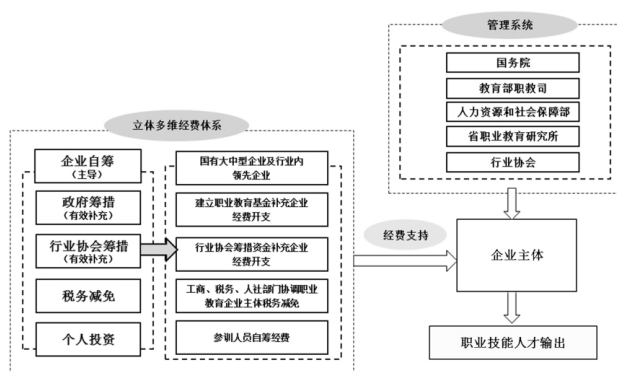 管理系统
国务院
教育部职教司
人力资源和社会保障部
省职业教育研究所
行业协会
立体多维经费体系
企业自筹
（主导）
政府筹措
（有效补充）
行业协会筹措
（有效补充）
税务减免
个人投资
国有大中型企业及行业内
领先企业
建立职业教育基金补充企业
经费开支
行业协会筹措资金补充企业
经费开支
工商、税务、人社部门协调职业
教育企业主体税务减免
参训人员自筹经费
经费支持
企业主体
职业技能人才输出